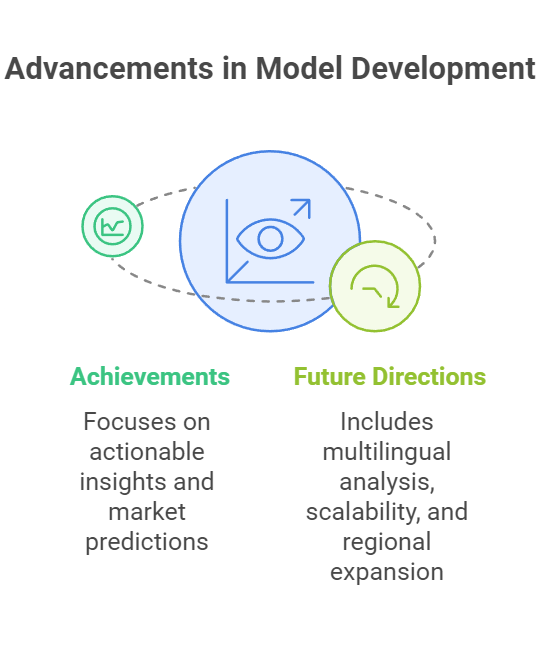 Advancements in Model Development
Achievements
Focuses on
actionable
insights and
market
predictions
Future Directions
Includes
multilingual
analysis,
scalability, and
regional
expansion